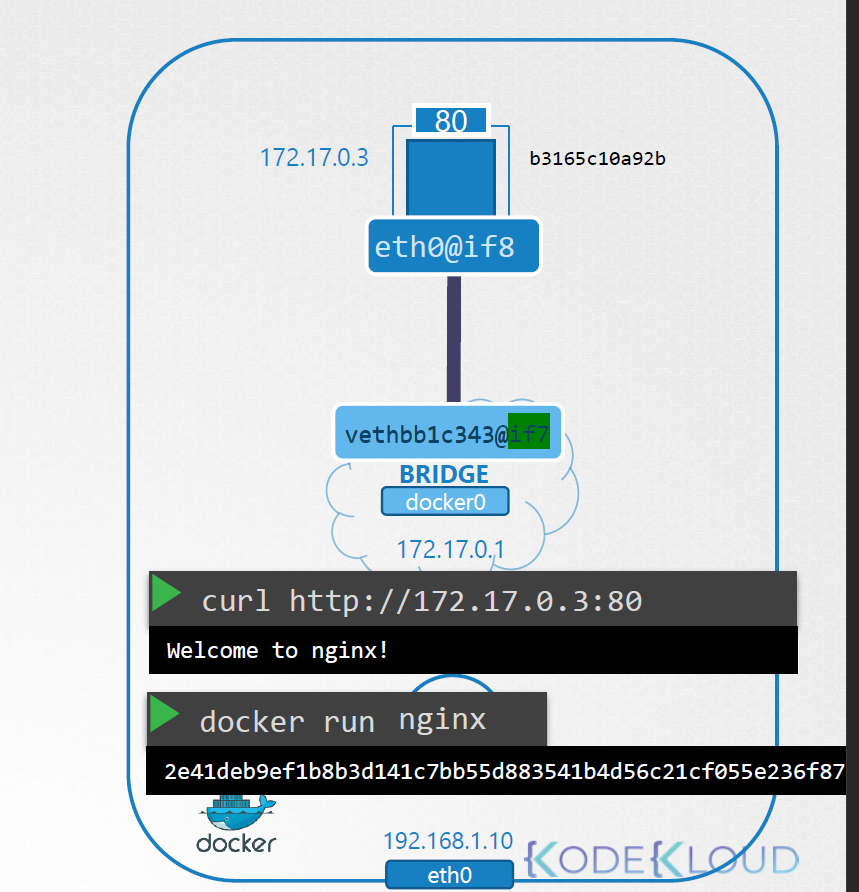 80
172.17.0.3
b3165c10a92b
eth0@if8
vethbb1c343@if7
BRIDGE
docker0
172.17.0.1
curl http://172.17.0.3:80
Welcome to nginx!
docker run nginx
2e41deb9ef1b8b3d141c7bb55d883541b4d56c21cf055e236f87
docker
192.168.1.10
KODEKLOUD
eth0